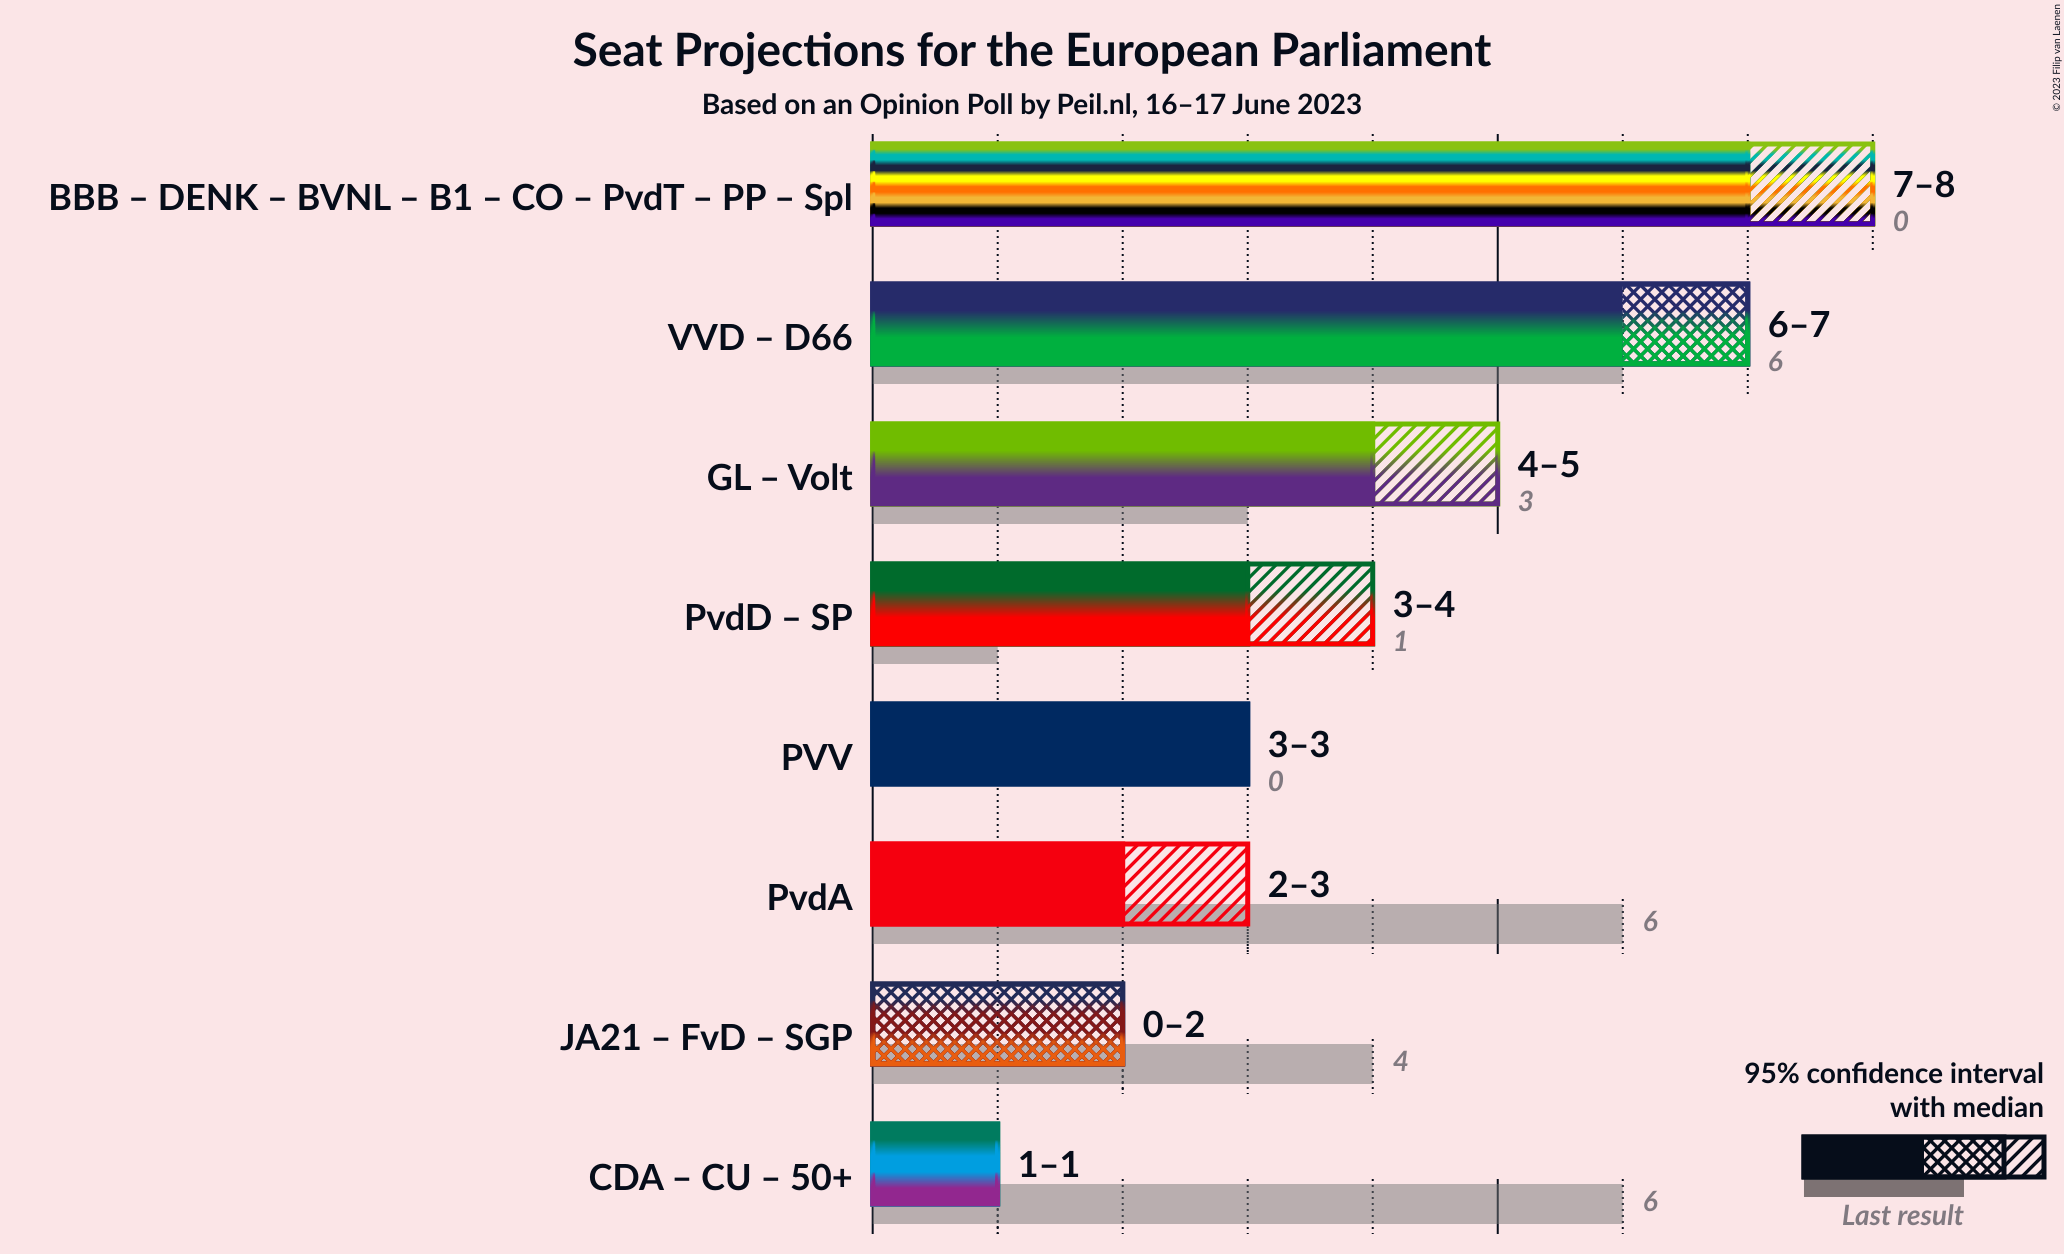 Seat Projections for the European Parliament
Based on an Opinion Poll by Peil.nl, 16–17 June 2023
© 2023 Filip van Laenen
BBB – DENK – BVNL – B1 – CO – PvdT – PP – Spl
7–8
0
VVD – D66
6–7
6
GL – Volt
4–5
3
PvdD – SP
3–4
1
PVV
3–3
0
PvdA
2–3
6
JA21 – FvD – SGP
0–2
4
CDA – CU – 50+
1–1
6
95% confidence interval
with median
Last result